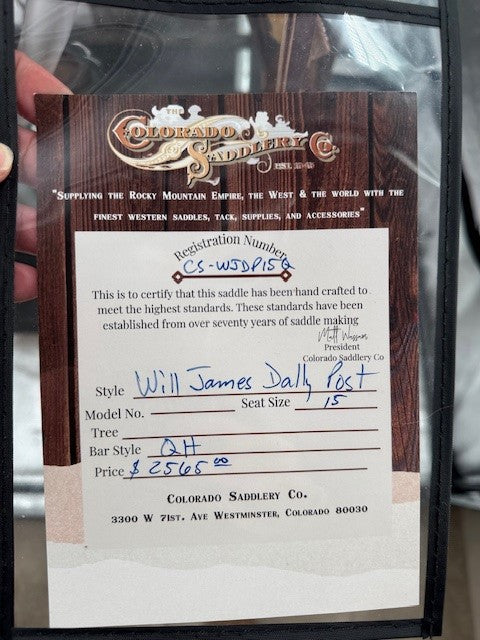 THE
COLORADO
SADDLERY CO.
EST. 1945
"SUPPLYING THE ROCKY MOUNTAIN EMPIRE, THE WEST & THE WORLD WITH THE
FINEST WESTERN SADDLES, TACK, SUPPLIES, AND ACCESSORIES"
Registration Number
CS-WJDP15Q
This is to certify that this saddle has been hand crafted to
meet the highest standards. These standards have been
established from over seventy years of saddle making
President
Colorado Saddlery Co
Style Will James Dally Post
Model No. Seat Size 15
Tree
Bar Style QH
Price $ 2565.00
COLORADO SADDLERY CO.
3300 W 71ST. AVE WESTMINSTER, COLORADO 80030